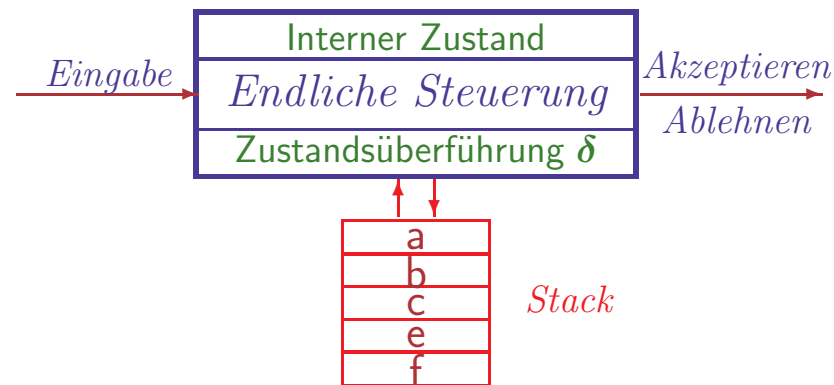 Interner Zustand
Eingabe
Endliche Steuerung
Akzeptieren
Ablehnen
Zustandsüberführung δ
a
b
c
e
f
Stack